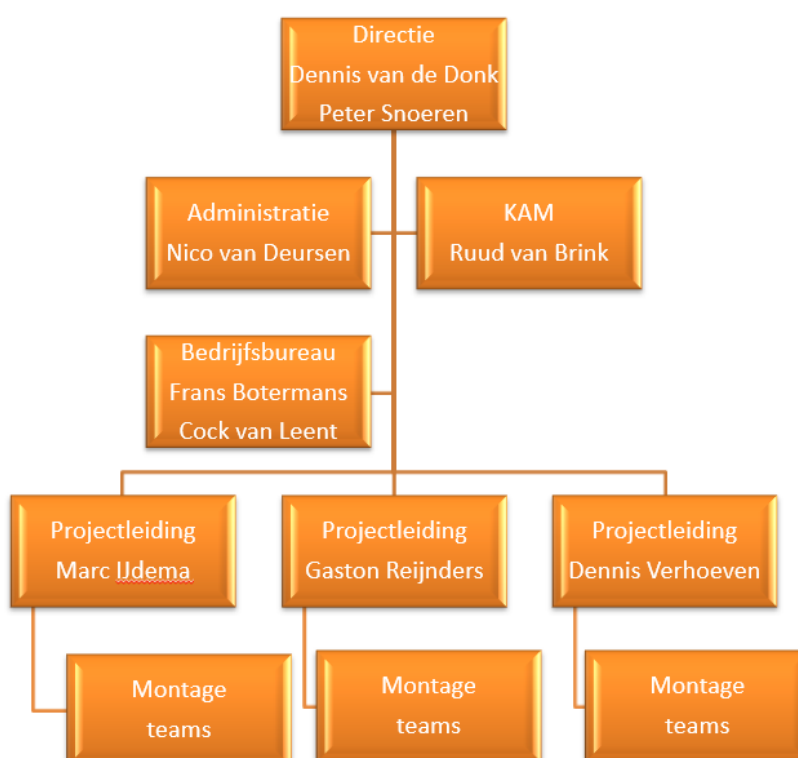 Directie
Dennis van de Donk
Peter Snoeren
Administratie
Nico van Deursen
KAM
Ruud van Brink
Bedrijfsbureau
Frans Botermans
Cock van Leent
Projectleiding
Marc IJdema
Projectleiding
Gaston Reijnders
Projectleiding
Dennis Verhoeven
Montage
teams
Montage
teams
Montage
teams